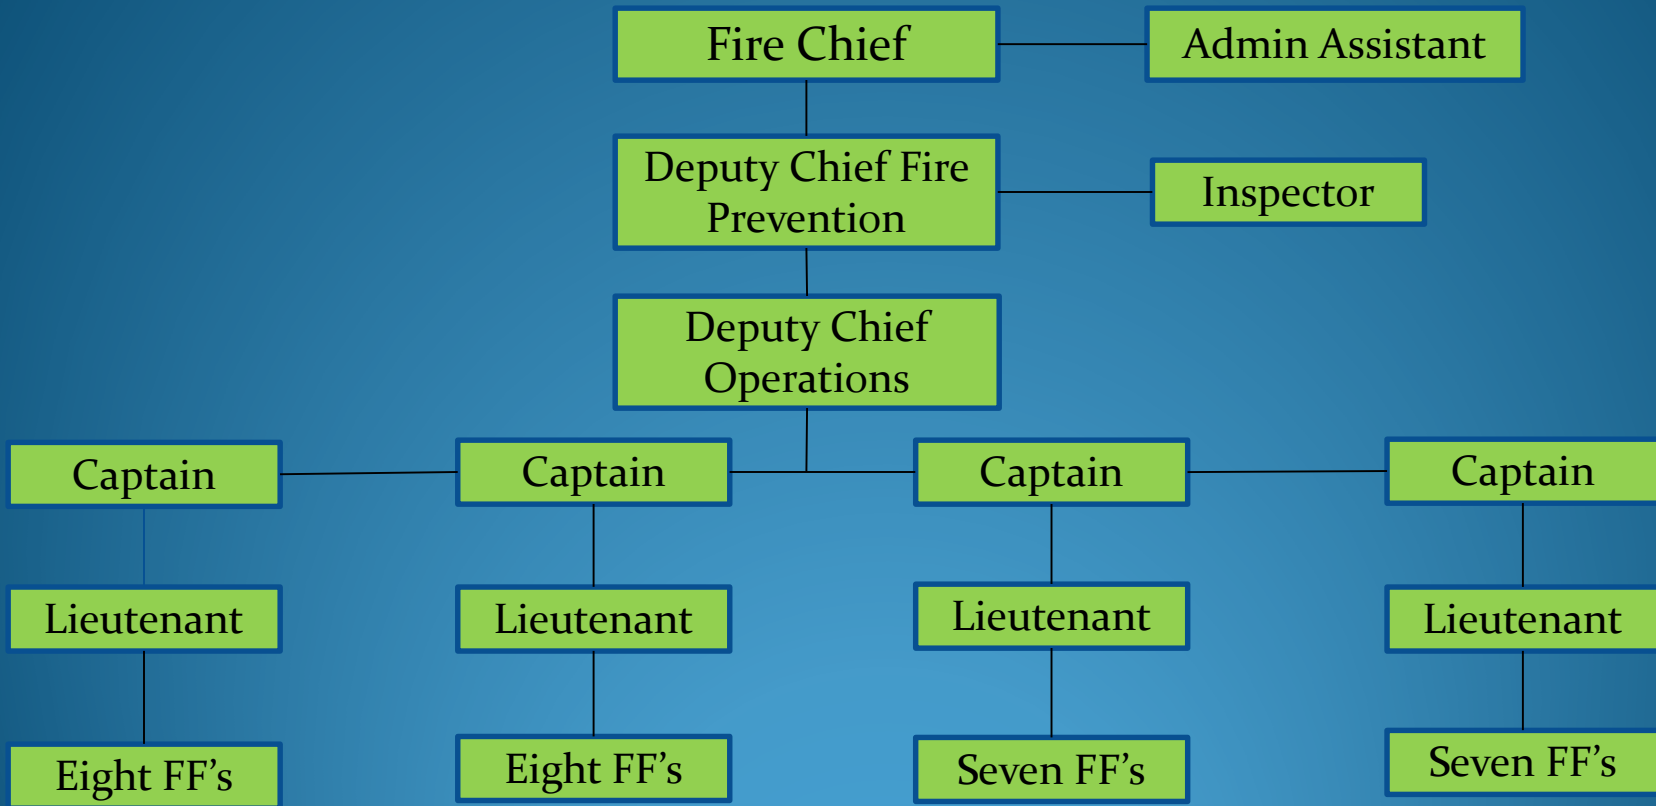 Fire Chief
Admin Assistant
Deputy Chief Fire
Prevention
Inspector
Deputy Chief
Operations
Captain
Captain
Captain
Captain
Lieutenant
Lieutenant
Lieutenant
Lieutenant
Eight FF’s
Eight FF’s
Seven FF’s
Seven FF’s